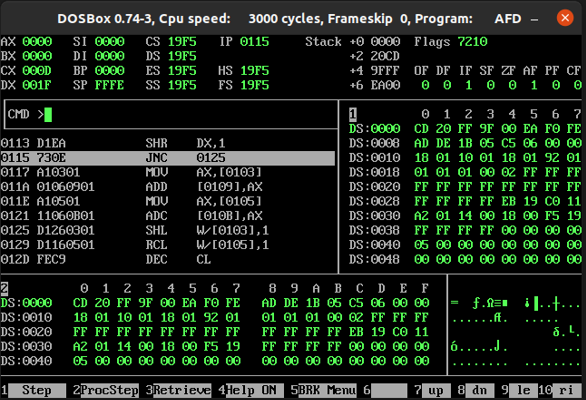 DOSBox 0.74-3, Cpu speed: 3000 cycles, Frameskip 0, Program: AFD
AX 0000 SI 0000 CS 19F5 IP 0115 Stack +0 0000 Flags 7210
BX 0000 DI 0000 DS 19F5 +2 20CD
CX 000D BP 0000 ES 19F5 HS 19F5 +4 9FFF OF DF IF SF ZF AF PF CF
DX 001F SP FFFE SS 19F5 FS 19F5 +6 EA00 0 0 1 0 0 1 0 0
CMD >
1 0 1 2 3 4 5 6 7
DS:0000 CD 20 FF 9F 00 EA F0 FE
DS:0008 AD DE 1B 05 C5 06 00 00
DS:0010 18 01 10 01 18 01 92 01
DS:0018 01 01 01 00 02 FF FF FF
DS:0020 FF FF FF FF FF FF FF FF
DS:0028 FF FF FF FF EB 19 C0 11
DS:0030 A2 01 14 00 18 00 F5 19
DS:0038 FF FF FF FF 00 00 00 00
DS:0040 05 00 00 00 00 00 00 00
DS:0048 00 00 00 00 00 00 00 00
0113 D1EA SHR DX,1
0115 730E JNC 0125
0117 A10301 MOV AX,[0103]
011A 01060901 ADD [0109],AX
011E A10501 MOV AX,[0105]
0121 11060B01 ADC [010B],AX
0125 D1260301 SHL W/[0103],1
0129 D1160501 RCL W/[0105],1
012D FEC9 DEC CL
2 0 1 2 3 4 5 6 7 8 9 A B C D E F
DS:0000 CD 20 FF 9F 00 EA F0 FE AD DE 1B 05 C5 06 00 00
DS:0010 18 01 10 01 18 01 92 01 01 01 01 00 02 FF FF FF
DS:0020 FF FF FF FF FF FF FF FF FF FF FF FF EB 19 C0 11
DS:0030 A2 01 14 00 18 00 F5 19 FF FF FF FF 00 00 00 00
DS:0040 05 00 00 00 00 00 00 00 00 00 00 00 00 00 00 00
1 Step 2ProcStep 3Retrieve 4Help ON 5BRK Menu 6 7 up 8 dn 9 le 10 ri